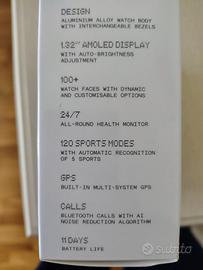 DESIGN
ALUMINIUM ALLOY WATCH BODY
WITH INTERCHANGEABLE BEZELS
1.32" AMOLED DISPLAY
WITH AUTO-BRIGHTNESS
ADJUSTMENT
100+
WATCH FACES WITH DYNAMIC
AND CUSTOMISABLE OPTIONS
24/7
ALL-ROUND HEALTH MONITOR
120 SPORTS MODES
WITH AUTOMATIC RECOGNITION
OF 5 SPORTS
GPS
BUILT-IN MULTI-SYSTEM GPS
CALLS
BLUETOOTH CALLS WITH AI
NOISE REDUCTION ALGORITHM
11 DAYS
BATTERY LIFE
subito